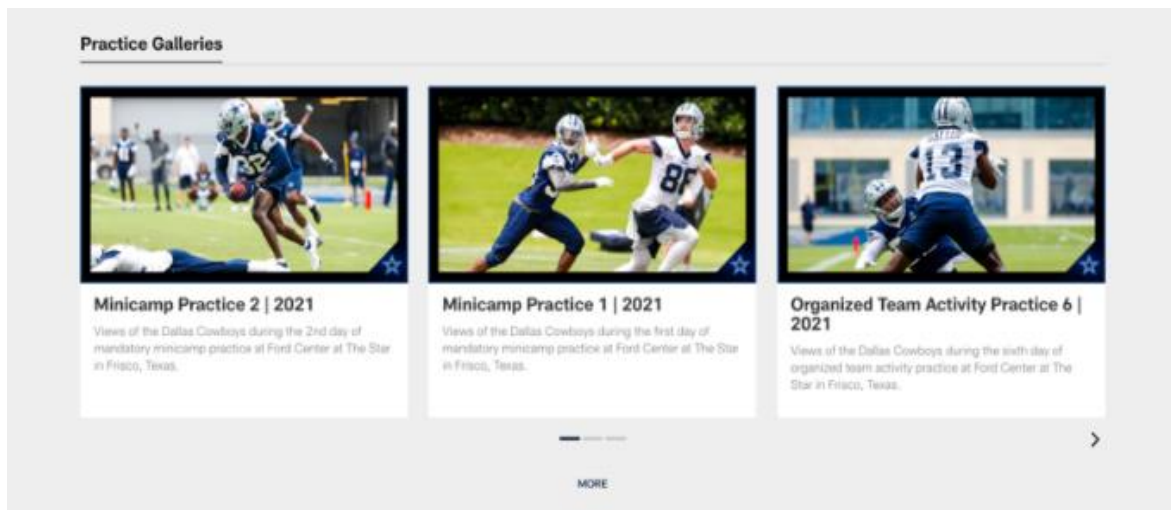 Practice Galleries
32
88
13
Minicamp Practice 2 | 2021
Views of the Dallas Cowboys during the 2nd day of
mandatory minicamp practice at Ford Center at The Star
in Frisco, Texas.
Minicamp Practice 1 | 2021
Views of the Dallas Cowboys during the first day of
mandatory minicamp practice at Ford Center at The Star
in Frisco, Texas.
Organized Team Activity Practice 6 |
2021
Views of the Dallas Cowboys during the sixth day of
organized team activity practice at Ford Center at The
Star in Frisco, Texas.
MORE